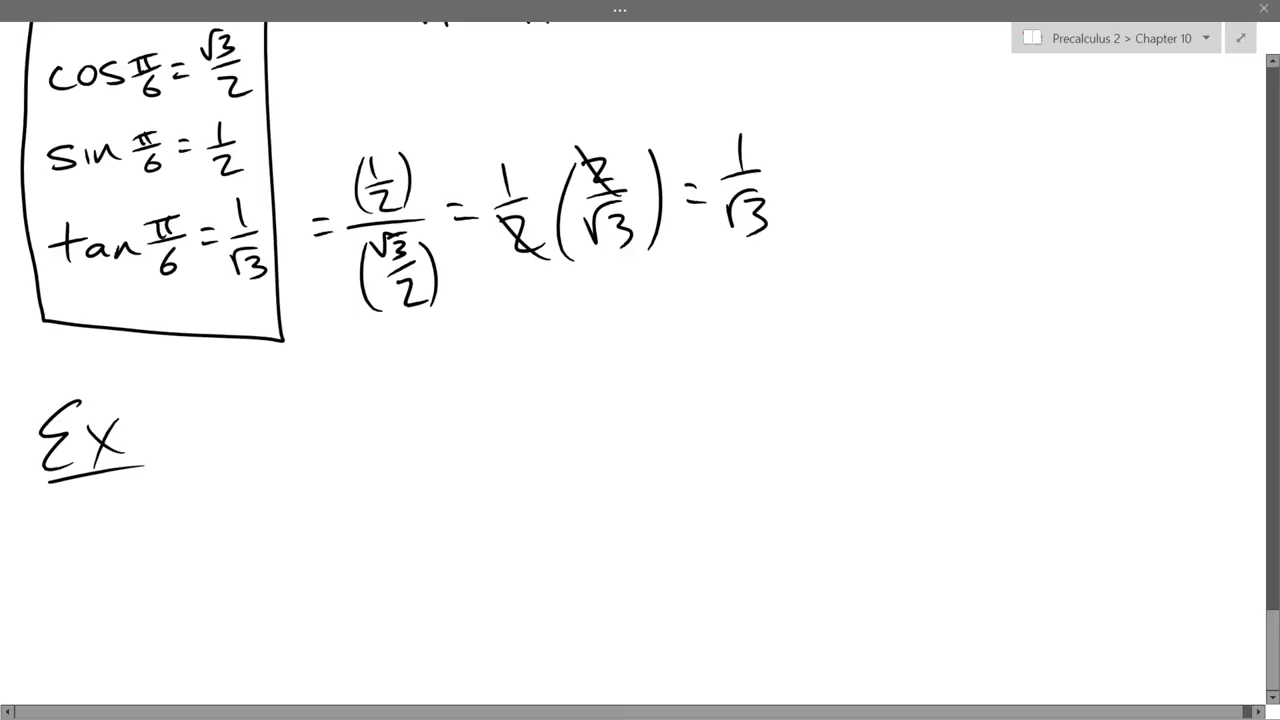 Precalculus 2 > Chapter 10
cos π/6 = √3/2
sin π/6 = 1/2
tan π/6 = 1/√3
= (1/2)/(√3/2) = 1/2 (2/√3) = 1/√3
Ex